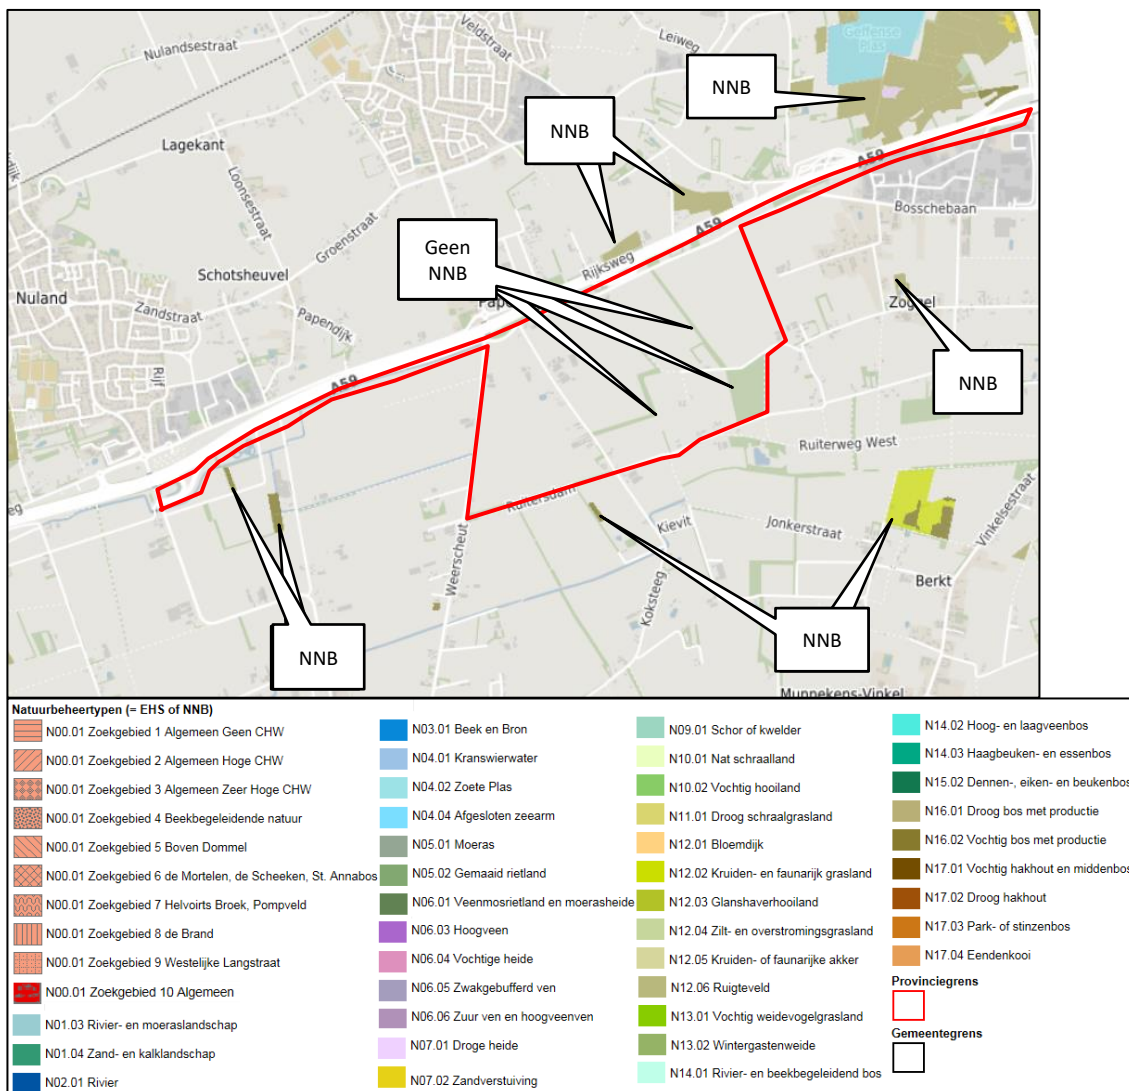 Nulandsestraat
Veldstraat
Leiweg
Geffense
Plas
NNB
NNB
Lagekant
Loonsestraat
Groenstraat
A59
Bosschebaan
Geen
NNB
A59
Rijksweg
Schotsheuvel
Nuland
Zandstraat
Papendijk
Rijf
A59
NNB
Ruiterweg West
Ruitersdam
Weerscheut
Kievit
Koksteeg
Jonkerstraat
Vinkelsestraat
Berkt
NNB
NNB
Munnekens-Vinkel
Natuurbeheertypen (= EHS of NNB)
N00.01 Zoekgebied 1 Algemeen Geen CHW
N00.01 Zoekgebied 2 Algemeen Hoge CHW
N00.01 Zoekgebied 3 Algemeen Zeer Hoge CHW
N00.01 Zoekgebied 4 Beekbegeleidende natuur
N00.01 Zoekgebied 5 Boven Dommel
N00.01 Zoekgebied 6 de Mortelen, de Scheeken, St. Annabos
N00.01 Zoekgebied 7 Helvoirts Broek, Pompveld
N00.01 Zoekgebied 8 de Brand
N00.01 Zoekgebied 9 Westelijke Langstraat
N00.01 Zoekgebied 10 Algemeen
N01.03 Rivier- en moeraslandschap
N01.04 Zand- en kalklandschap
N02.01 Rivier
N03.01 Beek en Bron
N04.01 Kranswierwater
N04.02 Zoete Plas
N04.04 Afgesloten zeearm
N05.01 Moeras
N05.02 Gemaaid rietland
N06.01 Veenmosrietland en moerasheide
N06.03 Hoogveen
N06.04 Vochtige heide
N06.05 Zwakgebufferd ven
N06.06 Zuur ven en hoogveenven
N07.01 Droge heide
N07.02 Zandverstuiving
N09.01 Schor of kwelder
N10.01 Nat schraalland
N10.02 Vochtig hooiland
N11.01 Droog schraalgrasland
N12.01 Bloemdijk
N12.02 Kruiden- en faunarijk grasland
N12.03 Glanshaverhooiland
N12.04 Zilt- en overstromingsgrasland
N12.05 Kruiden- of faunarijke akker
N12.06 Ruigteveld
N13.01 Vochtig weidevogelgrasland
N13.02 Wintergastenweide
N14.01 Rivier- en beekbegeleidend bos
N14.02 Hoog- en laagveenbos
N14.03 Haagbeuken- en essenbos
N15.02 Dennen-, eiken- en beukenbos
N16.01 Droog bos met productie
N16.02 Vochtig bos met productie
N17.01 Vochtig hakhout en middenbos
N17.02 Droog hakhout
N17.03 Park- of stinzenbos
N17.04 Eendenkooi
Provinciegrens
Gemeentegrens